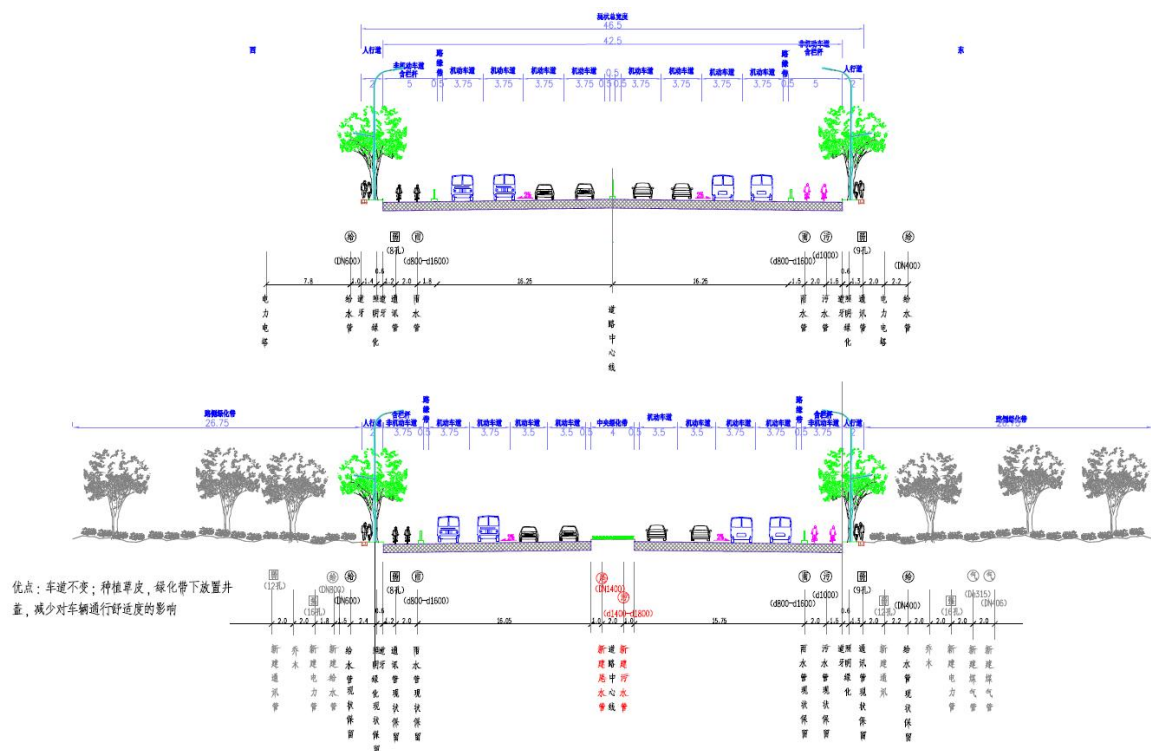 现状总宽度
46.5
42.5
西
东
人行道
非机动车道
含栏杆
路缘带
机动车道
机动车道
机动车道
机动车道
0.5
机动车道
机动车道
机动车道
机动车道
路缘带
非机动车道
含栏杆
人行道
2 5 0.5 3.75 3.75 3.75 3.75 0.5 0.5 3.75 3.75 3.75 3.75 0.5 5 2
2%
2%
给
(DN600)
(8孔)
(d800-d1600)
雨
(d800-d1600)
污
(d1000)
(9孔)
给
(DN400)
7.8 1.0 1.4 0.6 1.2 2.0 1.8 16.25 16.25 1.5 2.0 1.5 0.6 1.3 2.0 2.2
电力电塔
给水管
道牙
照明绿化
道牙
通讯管
雨水管
道路中心线
雨水管
污水管
道牙
照明绿化
通讯管
电力电塔
给水管
路侧绿化带
26.75
人行道
含栏杆
非机动车道
路缘带
机动车道
机动车道
机动车道
机动车道
中央绿化带
机动车道
机动车道
机动车道
机动车道
路缘带
含栏杆
非机动车道
人行道
路侧绿化带
2 3.75 0.5 3.75 3.75 3.5 3.5 0.5 4 0.5 3.5 3.5 3.75 3.75 0.5 3.75 2
优点：车道不变；种植草皮，绿化带下放置井
盖，减少对车辆通行舒适度的影响
(12孔)
(16孔)
给
(DN800)
给
(DN600)
(8孔)
(d800-d1600)
(DN1400)
(d1400-d1800)
雨
(d800-d1600)
污
(d1000)
(9孔)
(12孔)
给
(DN400)
(16孔)
气
(Dn315)
气
(DN406)
2.0 2.0 1.8 1.5 2.4 0.6 1.2 2.0 16.05 1.0 2.0 1.0 15.75 2.0 1.5 1.3 2.0 2.2 2.0 2.0 2.0 2.0
新建通讯管
乔木
新建电力管
新建给水管
给水管现状保留
照明绿化现状保留
道牙
通讯管现状保留
雨水管现状保留
新建尾水管
道路中心线
新建污水管
雨水管现状保留
污水管现状保留
道牙
照明绿化
通讯管现状保留
新建通讯
给水管现状保留
乔木
新建电力管
新建煤气管
新建煤气管